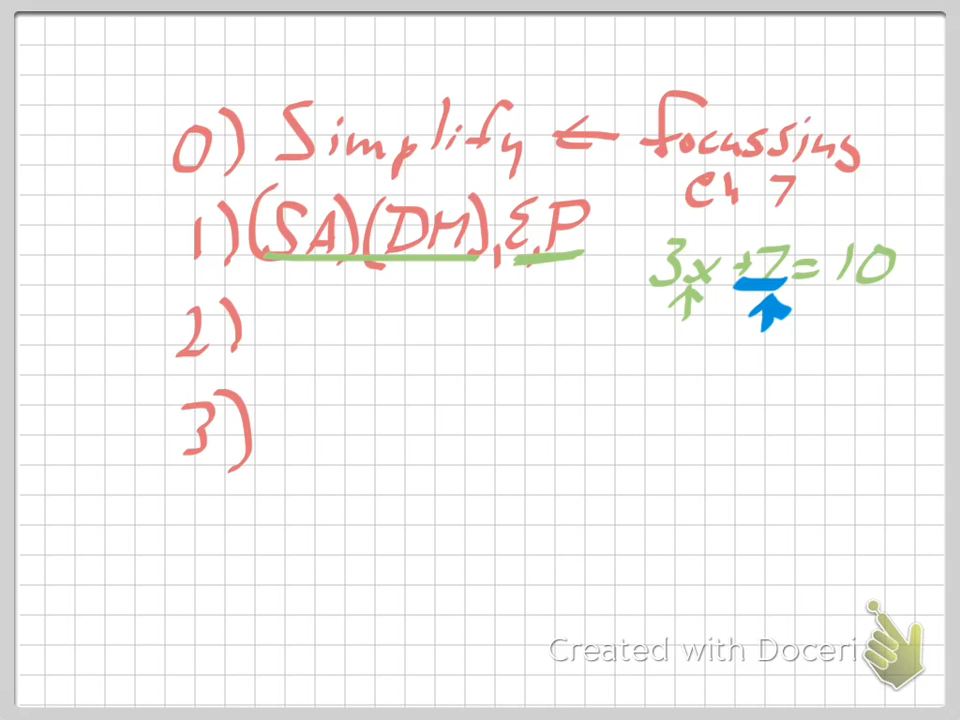 0) Simplify ← focussing
Ch 7
1) (SA)(DM), E, P
3x +7 = 10
2)
3)
Created with Doceri